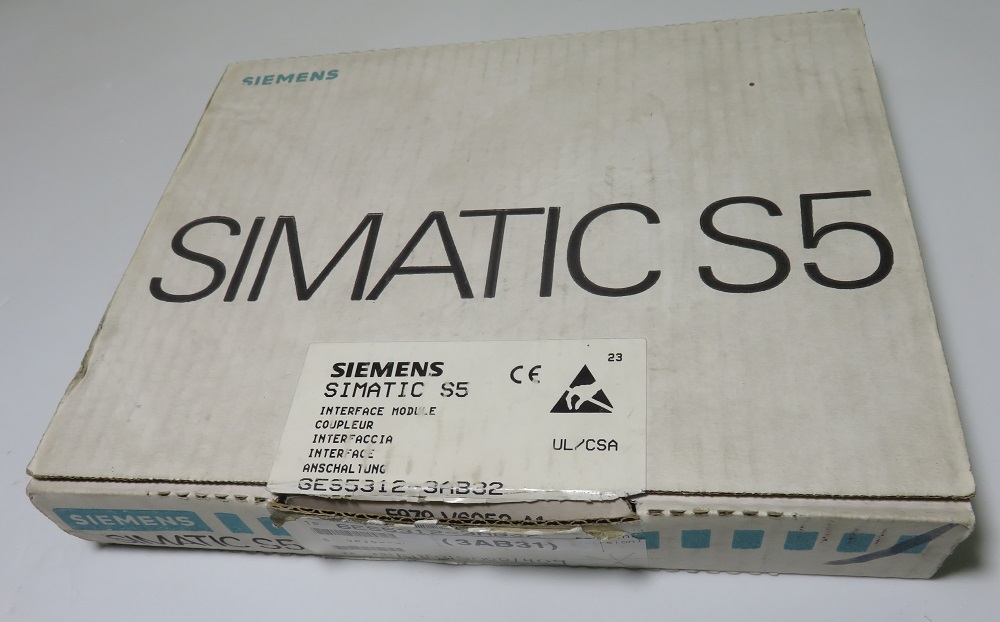 SIEMENS
SIMATIC S5
SIEMENS
SIMATIC S5
CE
23
INTERFACE MODULE
COUPLEUR
INTERFACCIA
INTERFACE
ANSCHALTUNG
UL/CSA
6ES5312-3AB32
SIEMENS
SIMATIC S5
(3AB31)